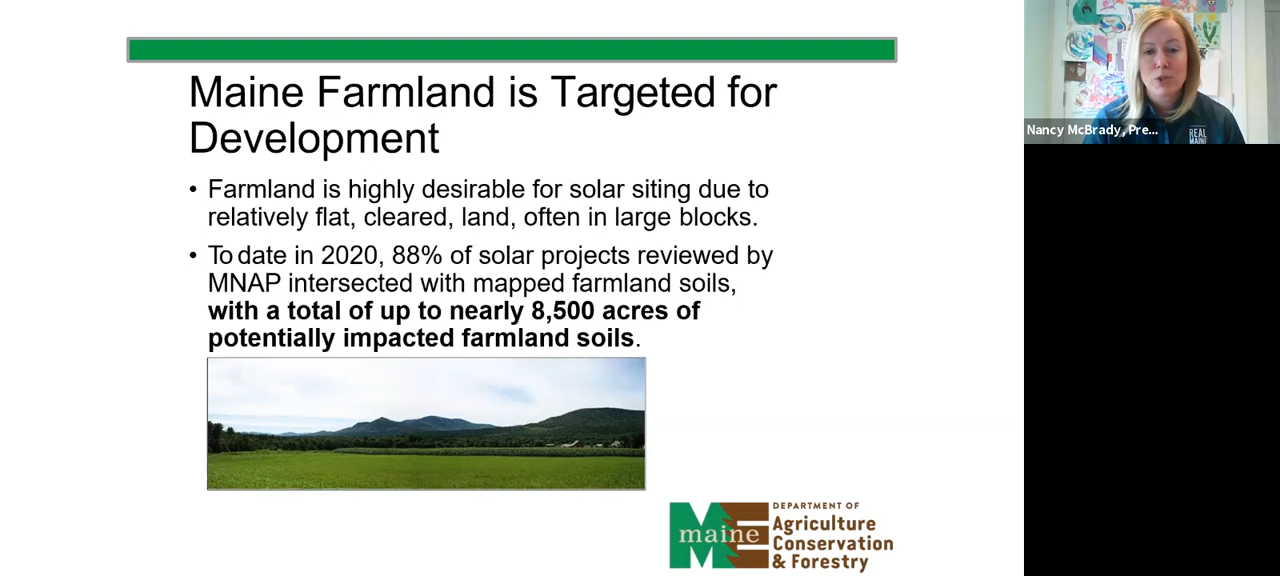 Maine Farmland is Targeted for
Development
• Farmland is highly desirable for solar siting due to
relatively flat, cleared, land, often in large blocks.
• To date in 2020, 88% of solar projects reviewed by
MNAP intersected with mapped farmland soils,
with a total of up to nearly 8,500 acres of
potentially impacted farmland soils.
maine
ME
DEPARTMENT OF
Agriculture
Conservation
& Forestry
Nancy McBrady, Pre...
REAL
MAINE